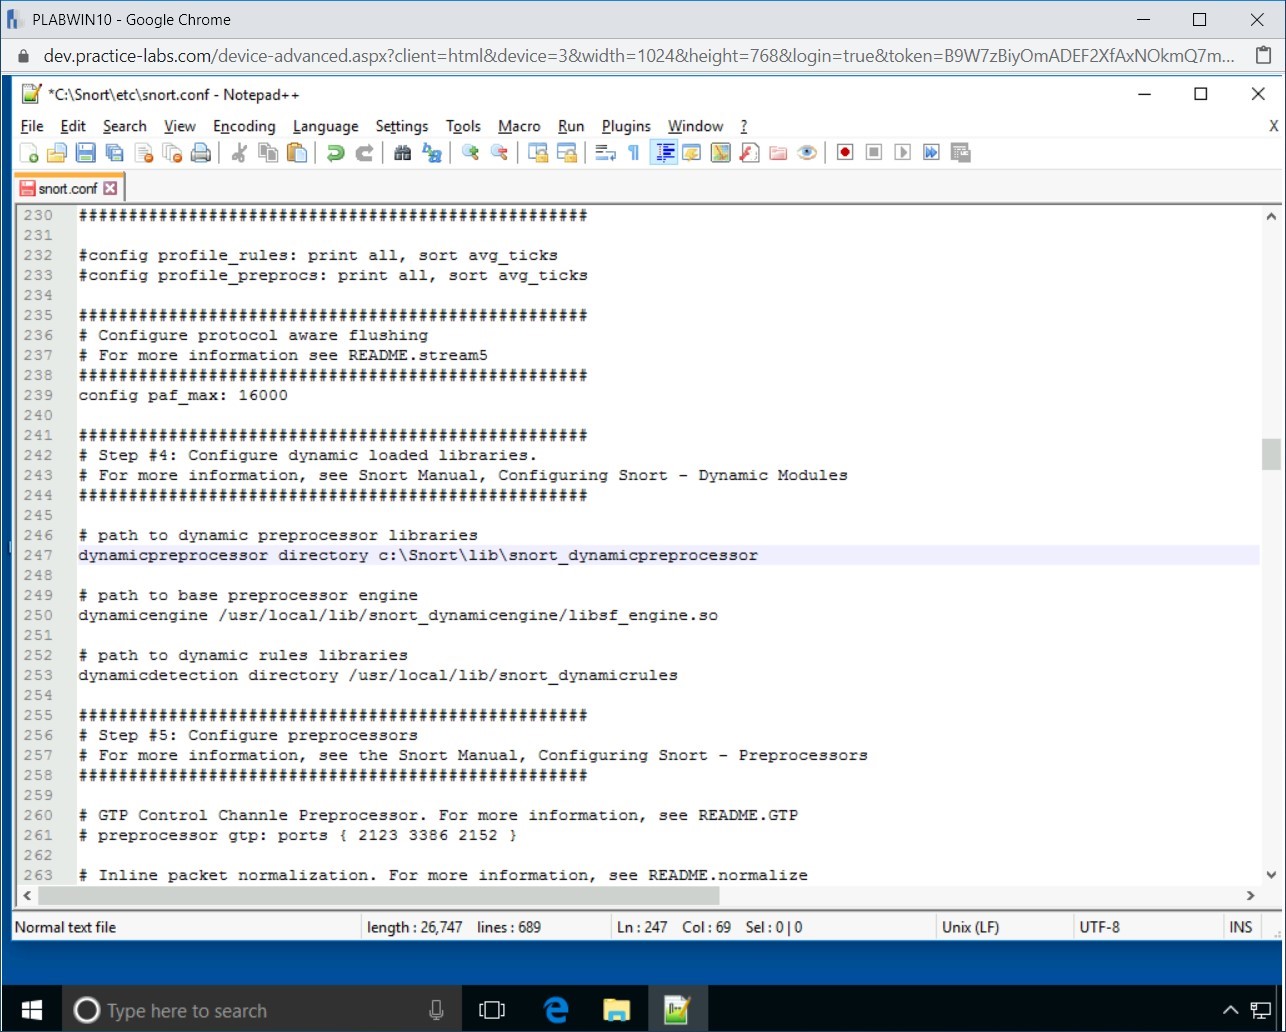 PLABWIN10 - Google Chrome
dev.practice-labs.com/device-advanced.aspx?client=html&device=3&width=1024&height=768&login=true&token=B9W7zBiyOmADEF2XfAxNOkmQ7m...
*C:\Snort\etc\snort.conf - Notepad++
File Edit Search View Encoding Language Settings Tools Macro Run Plugins Window ? X
snort.conf
230 ###################################################
231
232 #config profile_rules: print all, sort avg_ticks
233 #config profile_preprocs: print all, sort avg_ticks
234
235 ###################################################
236 # Configure protocol aware flushing
237 # For more information see README.stream5
238 ###################################################
239 config paf_max: 16000
240
241 ###################################################
242 # Step #4: Configure dynamic loaded libraries.
243 # For more information, see Snort Manual, Configuring Snort - Dynamic Modules
244 ###################################################
245
246 # path to dynamic preprocessor libraries
247 dynamicpreprocessor directory c:\Snort\lib\snort_dynamicpreprocessor
248
249 # path to base preprocessor engine
250 dynamicengine /usr/local/lib/snort_dynamicengine/libsf_engine.so
251
252 # path to dynamic rules libraries
253 dynamicdetection directory /usr/local/lib/snort_dynamicrules
254
255 ###################################################
256 # Step #5: Configure preprocessors
257 # For more information, see the Snort Manual, Configuring Snort - Preprocessors
258 ###################################################
259
260 # GTP Control Channle Preprocessor. For more information, see README.GTP
261 # preprocessor gtp: ports { 2123 3386 2152 }
262
263 # Inline packet normalization. For more information, see README.normalize
Normal text file length : 26,747 lines : 689 Ln : 247 Col : 69 Sel : 0 | 0 Unix (LF) UTF-8 INS
Type here to search